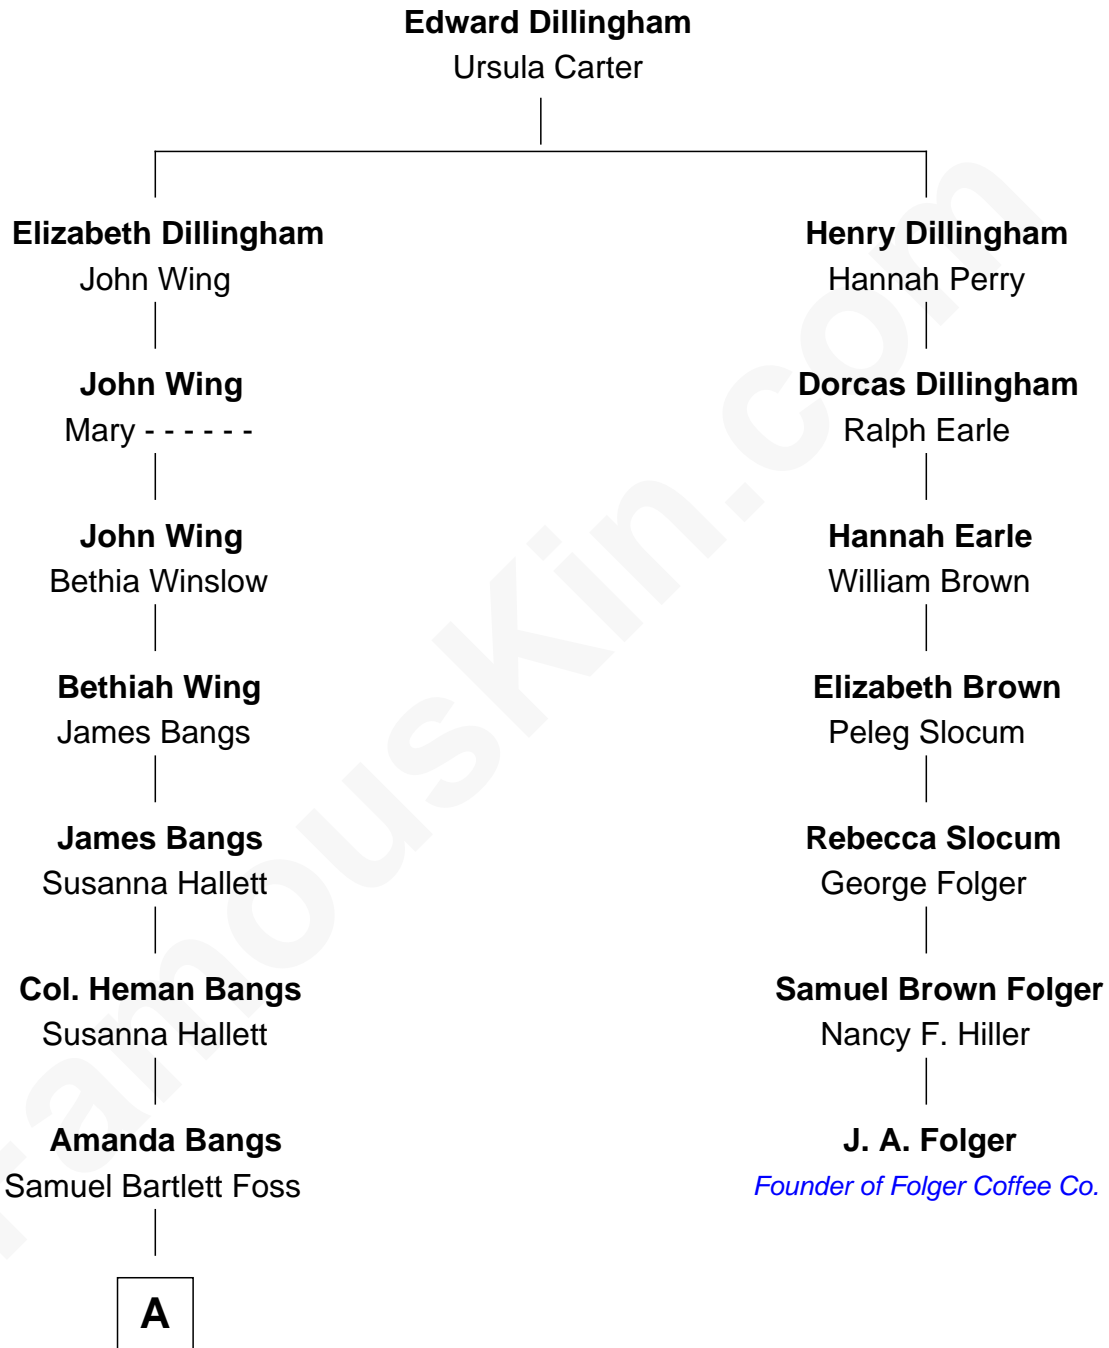 Edward Dillingham
Ursula Carter
Elizabeth Dillingham
John Wing
Henry Dillingham
Hannah Perry
John Wing
Mary - - - - - -
Dorcas Dillingham
Ralph Earle
John Wing
Bethia Winslow
Hannah Earle
William Brown
Bethiah Wing
James Bangs
Elizabeth Brown
Peleg Slocum
James Bangs
Susanna Hallett
Rebecca Slocum
George Folger
Col. Heman Bangs
Susanna Hallett
Samuel Brown Folger
Nancy F. Hiller
Amanda Bangs
Samuel Bartlett Foss
J. A. Folger
Founder of Folger Coffee Co.
A
FamousKin.com